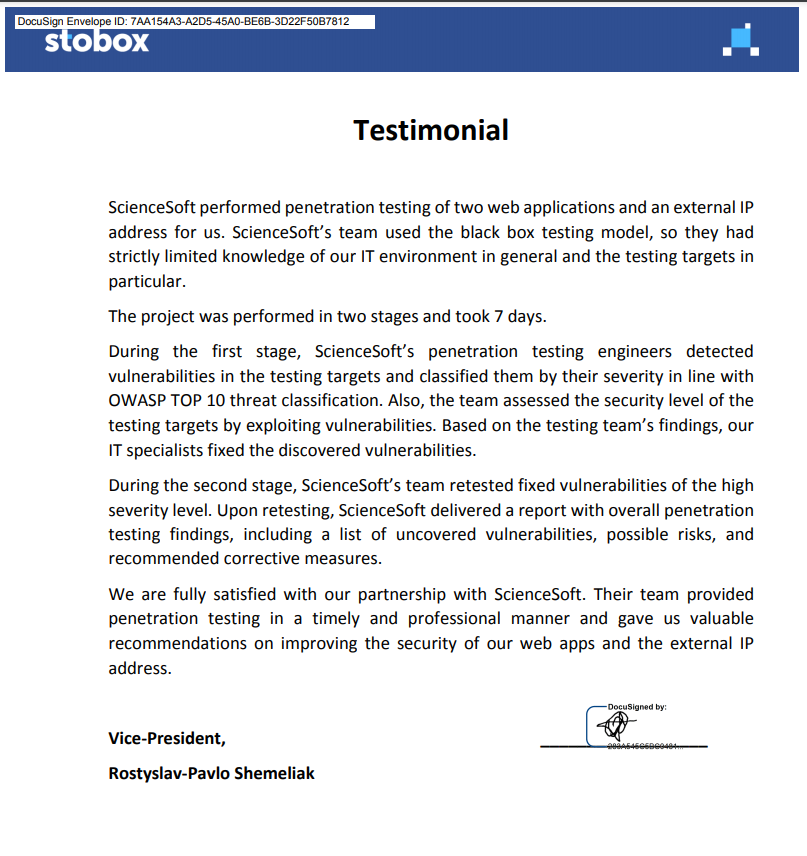 DocuSign Envelope ID: 7AA154A3-A2D5-45A0-BE6B-3D22F50B7812
stobox
Testimonial
ScienceSoft performed penetration testing of two web applications and an external IP
address for us. ScienceSoft’s team used the black box testing model, so they had
strictly limited knowledge of our IT environment in general and the testing targets in
particular.
The project was performed in two stages and took 7 days.
During the first stage, ScienceSoft’s penetration testing engineers detected
vulnerabilities in the testing targets and classified them by their severity in line with
OWASP TOP 10 threat classification. Also, the team assessed the security level of the
testing targets by exploiting vulnerabilities. Based on the testing team’s findings, our
IT specialists fixed the discovered vulnerabilities.
During the second stage, ScienceSoft’s team retested fixed vulnerabilities of the high
severity level. Upon retesting, ScienceSoft delivered a report with overall penetration
testing findings, including a list of uncovered vulnerabilities, possible risks, and
recommended corrective measures.
We are fully satisfied with our partnership with ScienceSoft. Their team provided
penetration testing in a timely and professional manner and gave us valuable
recommendations on improving the security of our web apps and the external IP
address.
DocuSigned by:
Vice-President,
Rostyslav-Pavlo Shemeliak